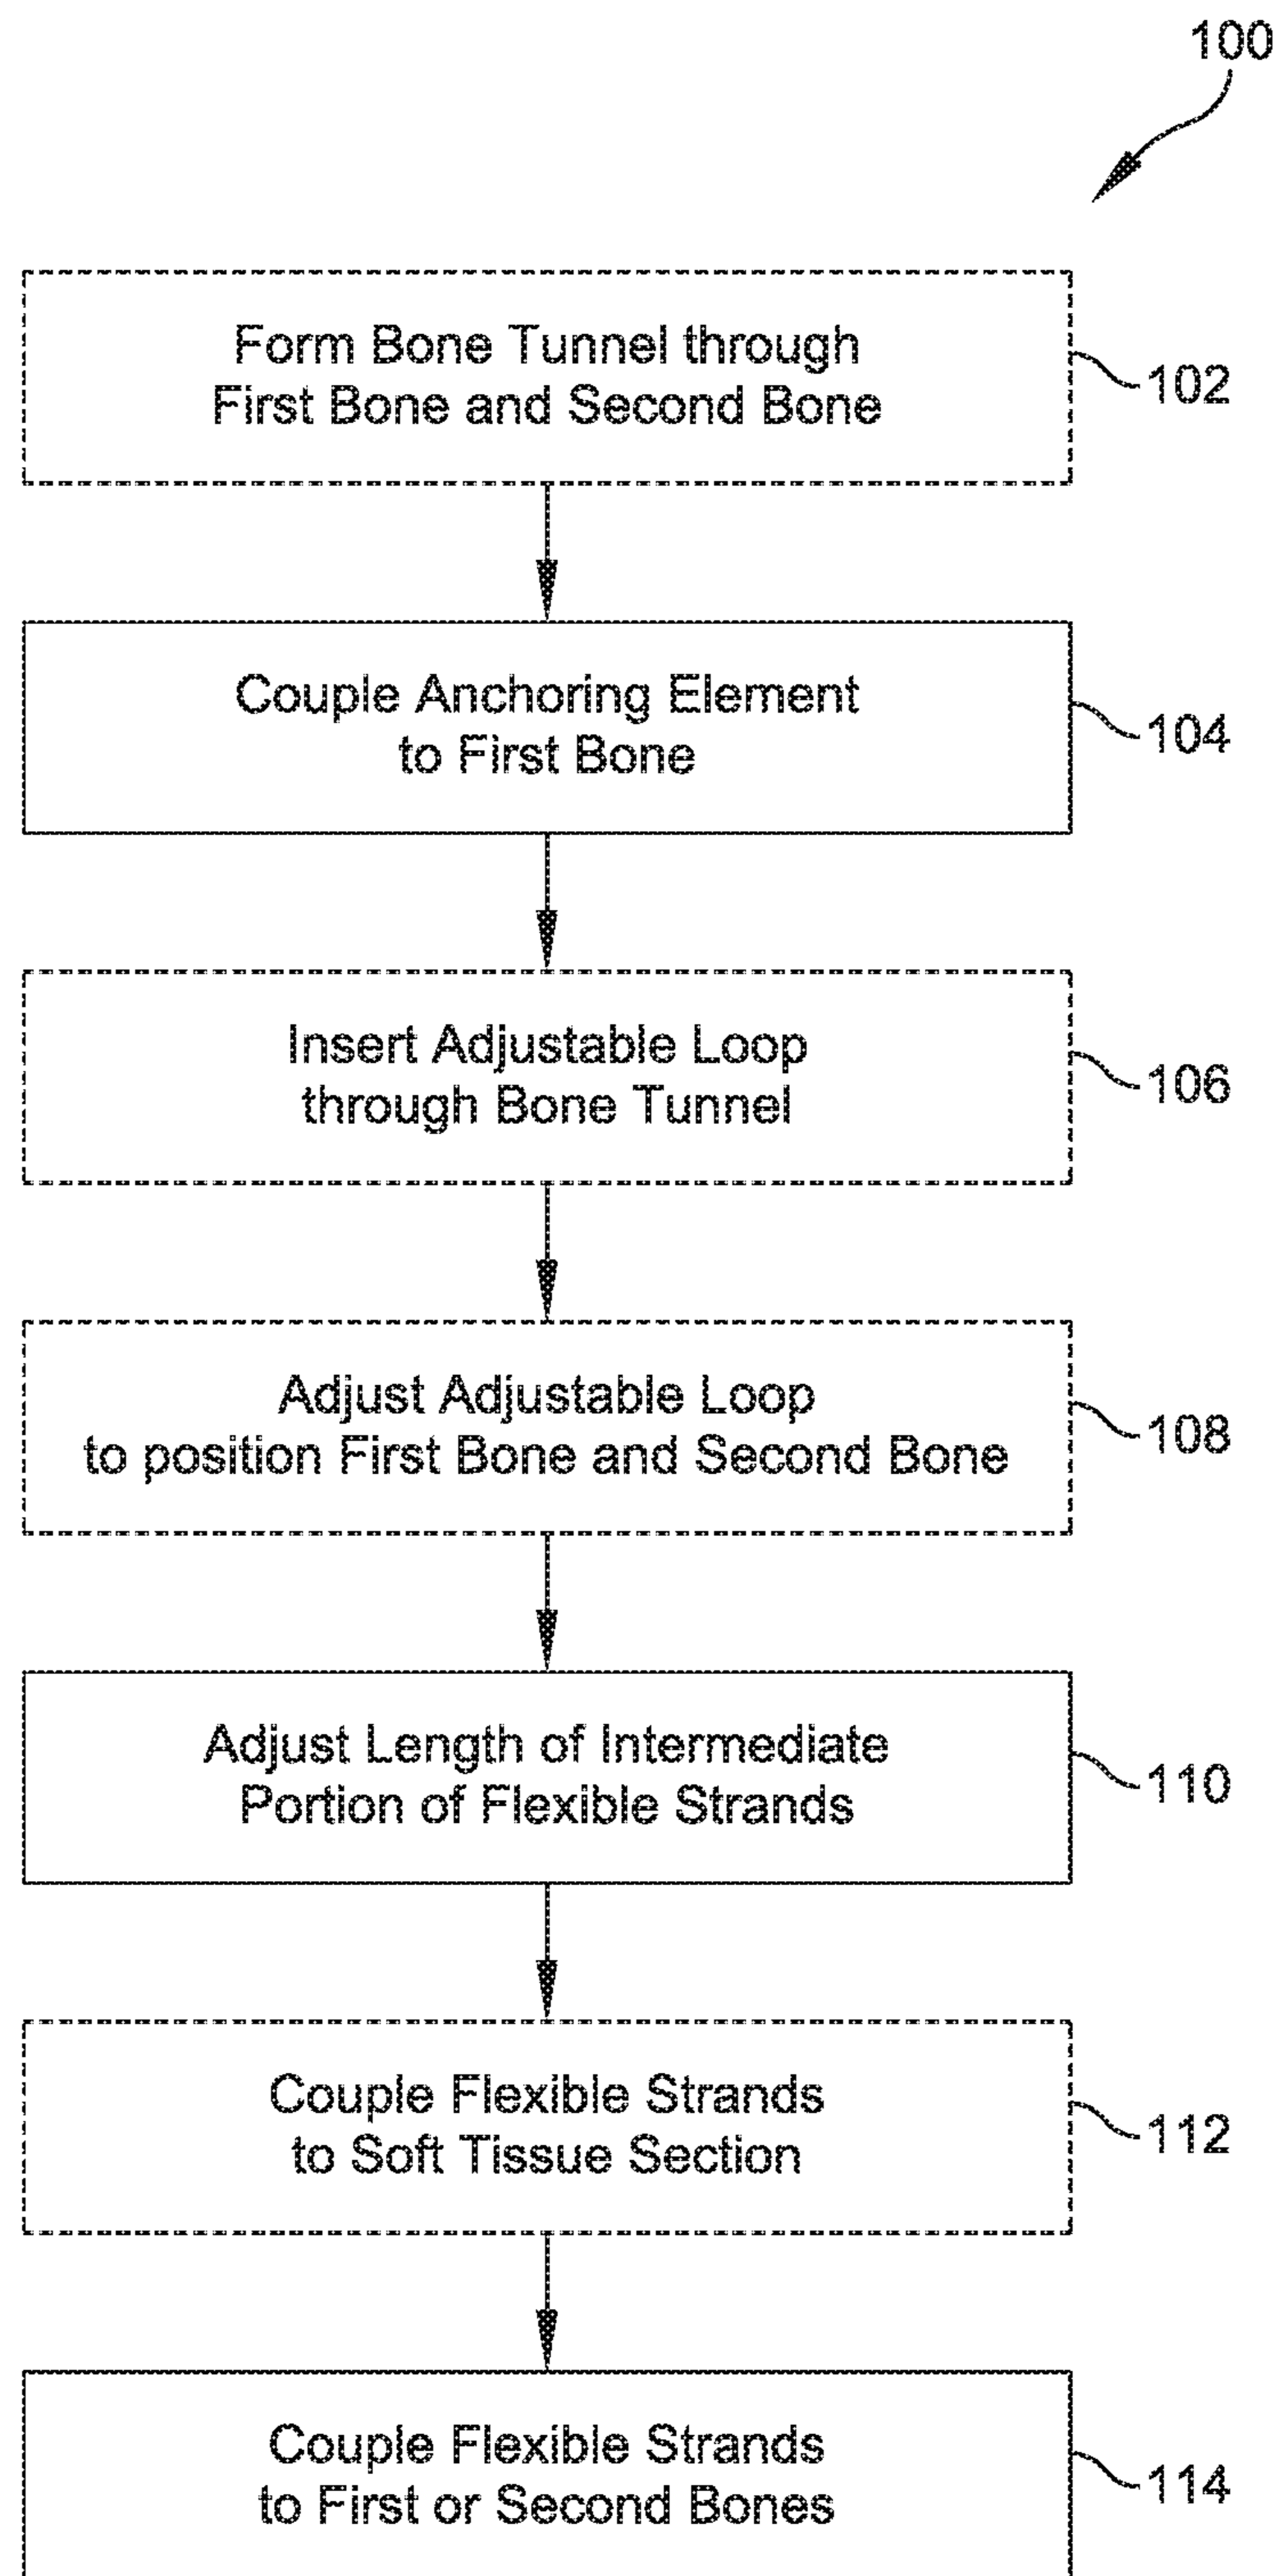 100
Form Bone Tunnel through
First Bone and Second Bone
102
Couple Anchoring Element
to First Bone
104
Insert Adjustable Loop
through Bone Tunnel
106
Adjust Adjustable Loop
to position First Bone and Second Bone
108
Adjust Length of Intermediate
Portion of Flexible Strands
110
Couple Flexible Strands
to Soft Tissue Section
112
Couple Flexible Strands
to First or Second Bones
114